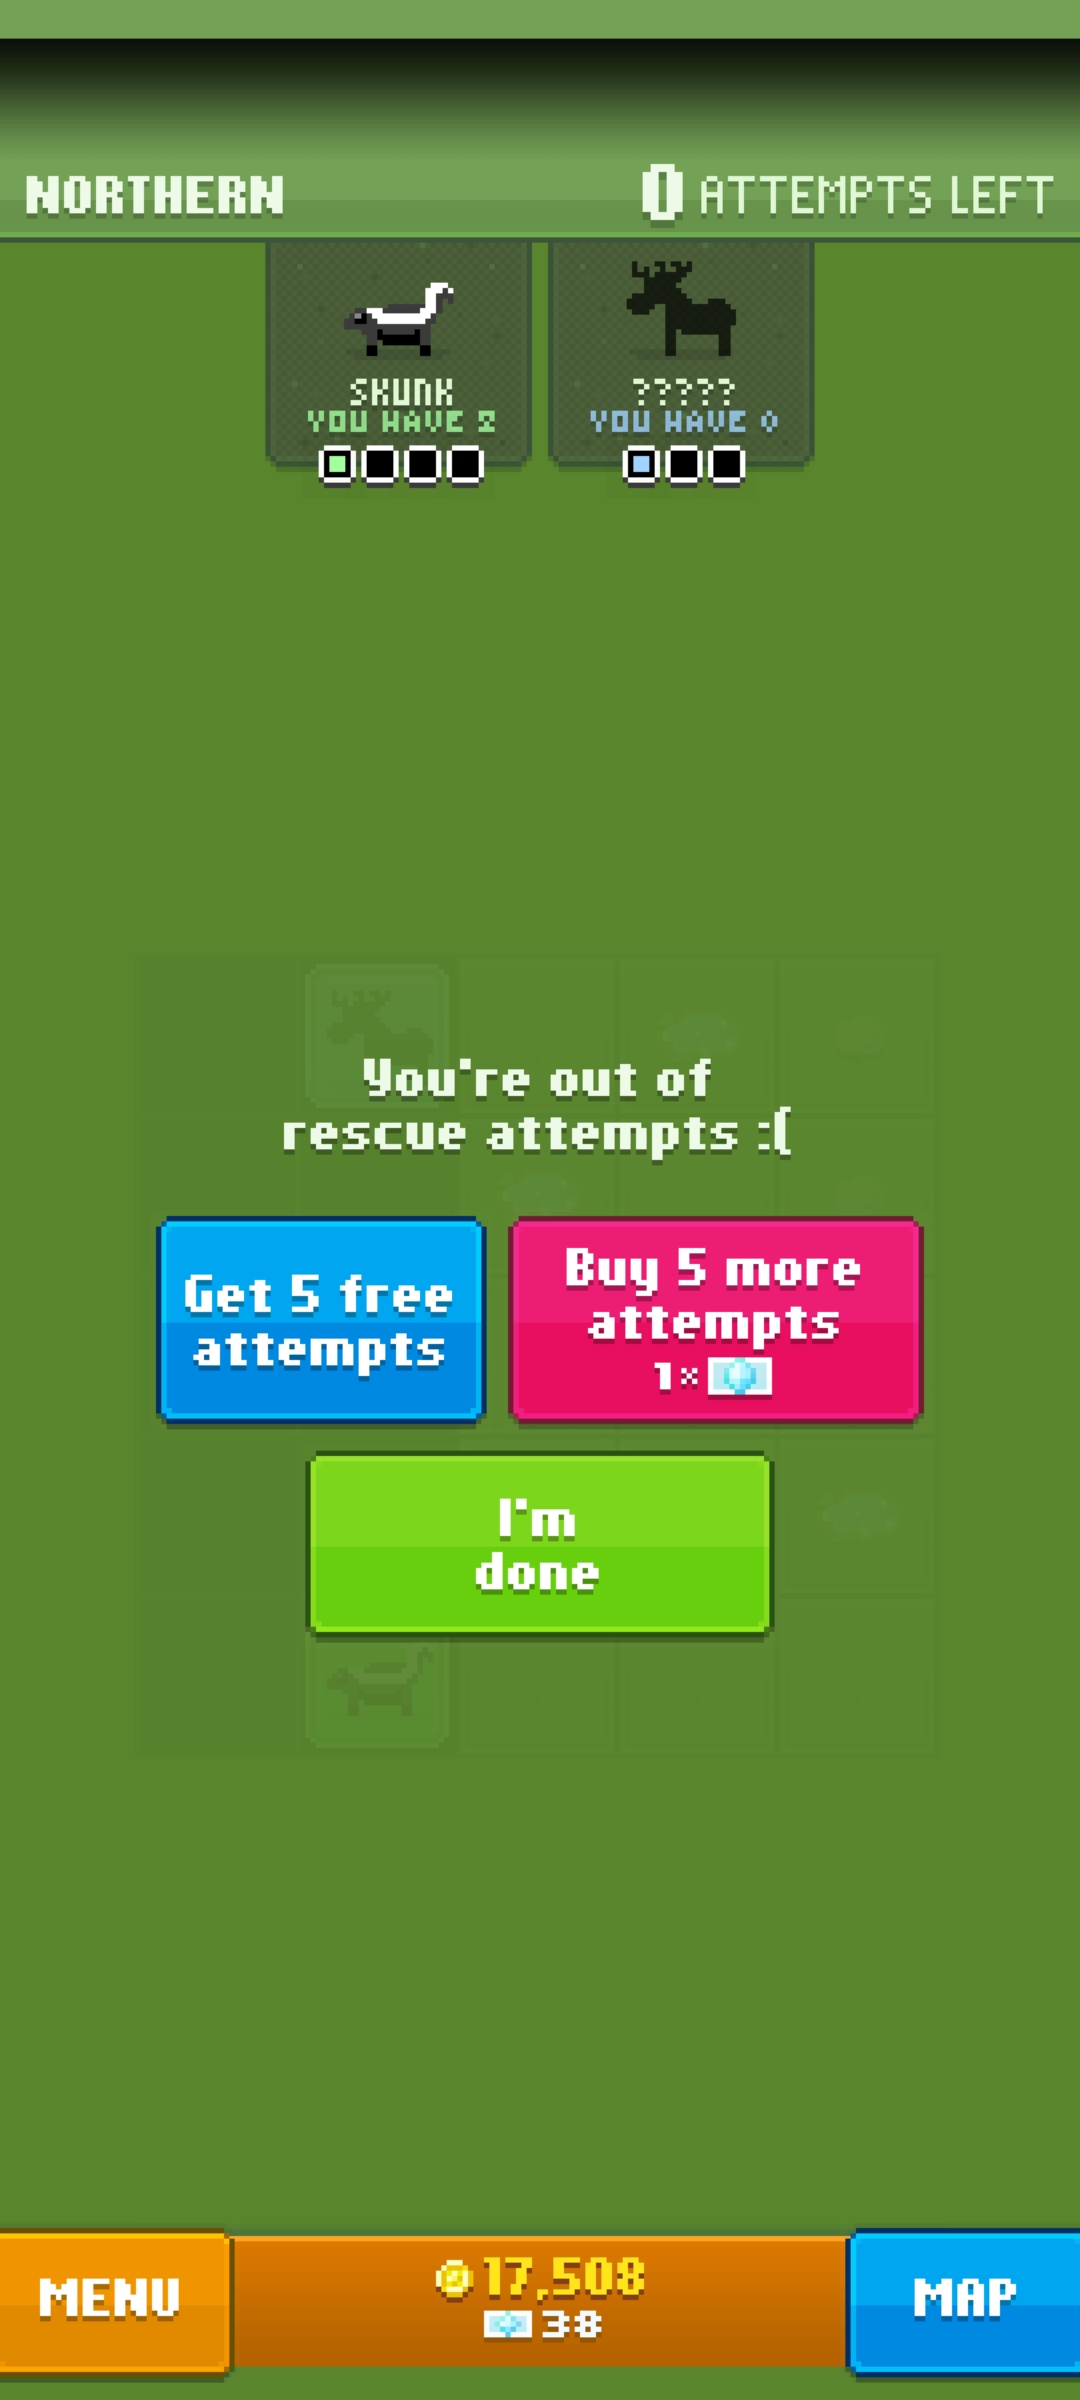 NORTHERN
0 ATTEMPTS LEFT
SKUNK
YOU HAVE 2
?????
YOU HAVE 0
You're out of
rescue attempts :(
Get 5 free
attempts
Buy 5 more
attempts
1×
I'm
done
MENU
17,508
38
MAP